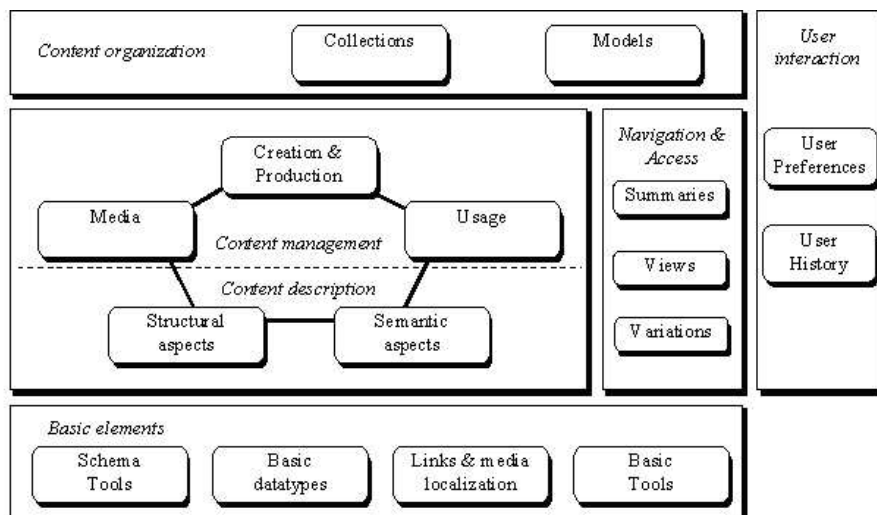 Content organization
Collections
Models
User
interaction
Creation &
Production
Media
Usage
Content management
Content description
Structural
aspects
Semantic
aspects
Navigation &
Access
Summaries
Views
Variations
User
Preferences
User
History
Basic elements
Schema
Tools
Basic
datatypes
Links & media
localization
Basic
Tools